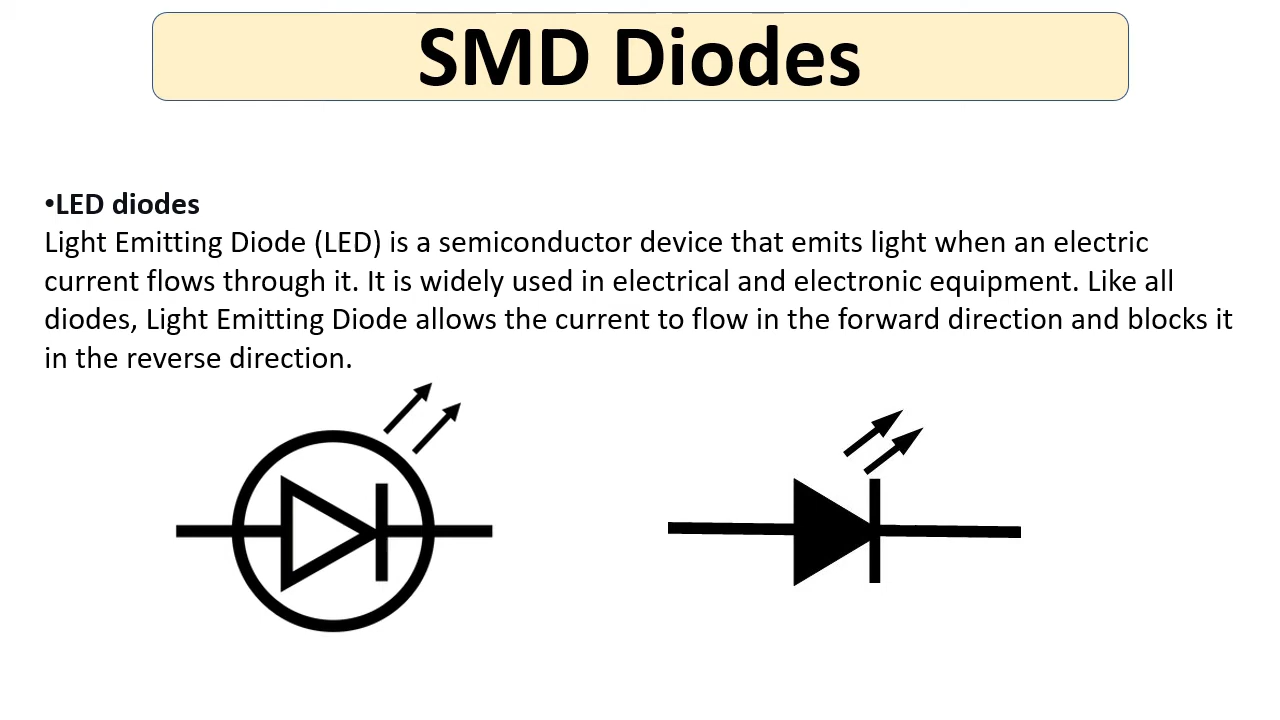 SMD Diodes
•LED diodes
Light Emitting Diode (LED) is a semiconductor device that emits light when an electric
current flows through it. It is widely used in electrical and electronic equipment. Like all
diodes, Light Emitting Diode allows the current to flow in the forward direction and blocks it
in the reverse direction.